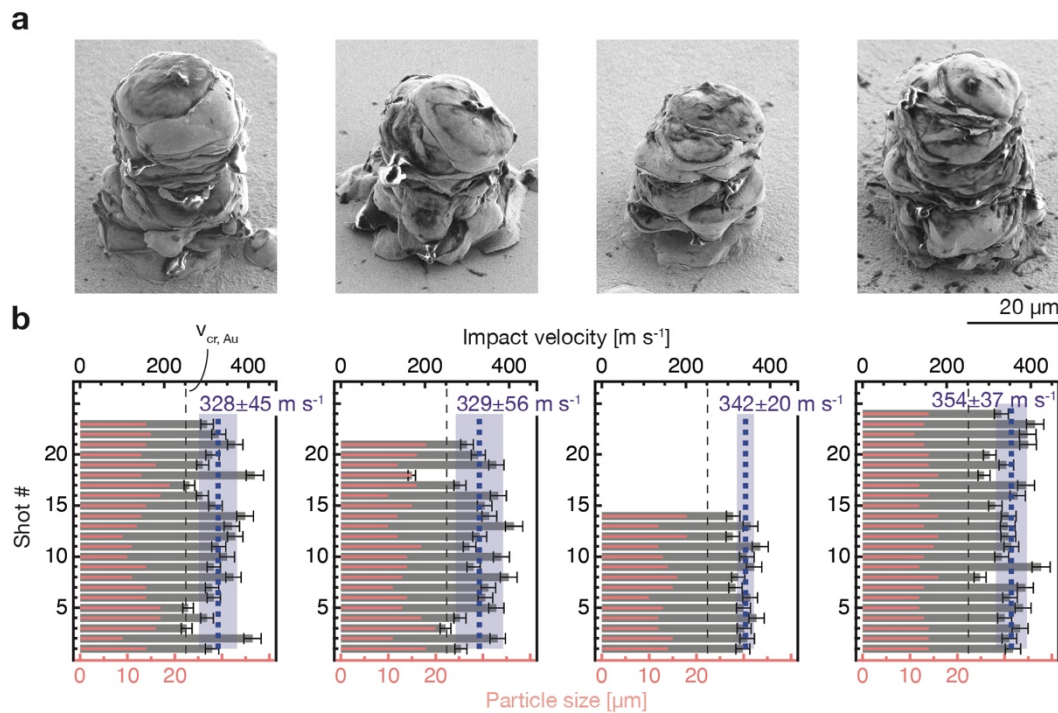 a
20 µm
b
v cr, Au
Impact velocity [m s⁻¹]
0 200 400
0 200 400
0 200 400
0 200 400
328±45 m s⁻¹
329±56 m s⁻¹
342±20 m s⁻¹
354±37 m s⁻¹
Shot #
20 15 10 5
20 15 10 5
20 15 10 5
20 15 10 5
0 10 20
0 10 20
0 10 20
0 10 20
Particle size [µm]